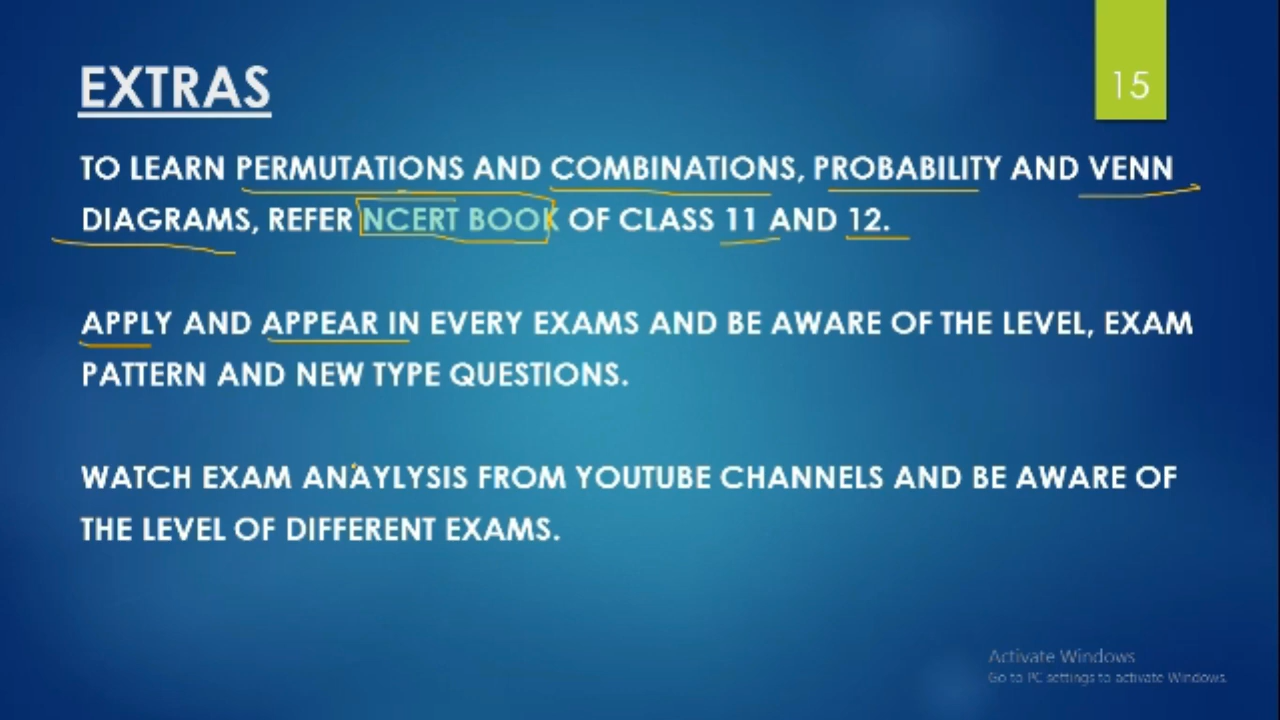 EXTRAS
15
TO LEARN PERMUTATIONS AND COMBINATIONS, PROBABILITY AND VENN
DIAGRAMS, REFER NCERT BOOK OF CLASS 11 AND 12.
APPLY AND APPEAR IN EVERY EXAMS AND BE AWARE OF THE LEVEL, EXAM
PATTERN AND NEW TYPE QUESTIONS.
WATCH EXAM ANAYLYSIS FROM YOUTUBE CHANNELS AND BE AWARE OF
THE LEVEL OF DIFFERENT EXAMS.
Activate Windows
Go to PC settings to activate Windows.